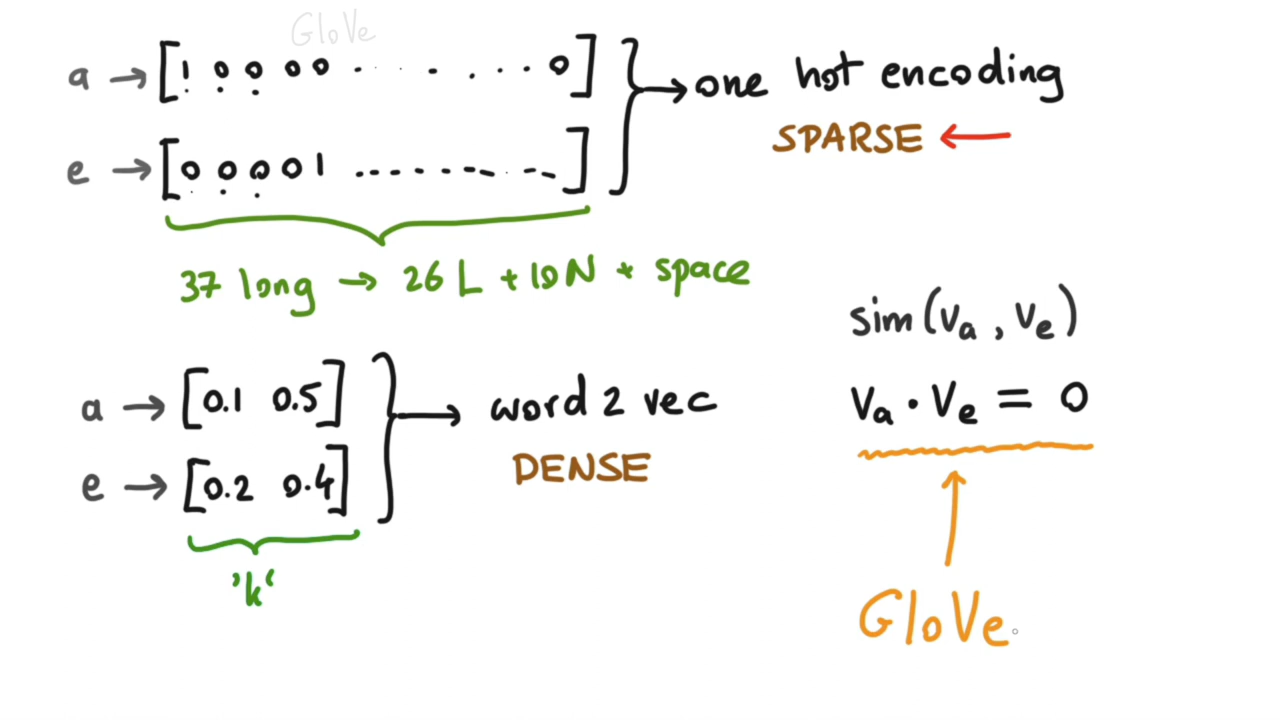 GloVe
a → [1 0 0 0 0 . . . - . . . . 0] } → one hot encoding
SPARSE ←
e → [0 0 0 0 1 ..............]
37 long → 26 L + 10 N + space
sim(Va, Ve)
a → [0.1 0.5] } → word 2 vec
Va · Ve = 0
DENSE
e → [0.2 0.4]
'k'
GloVe